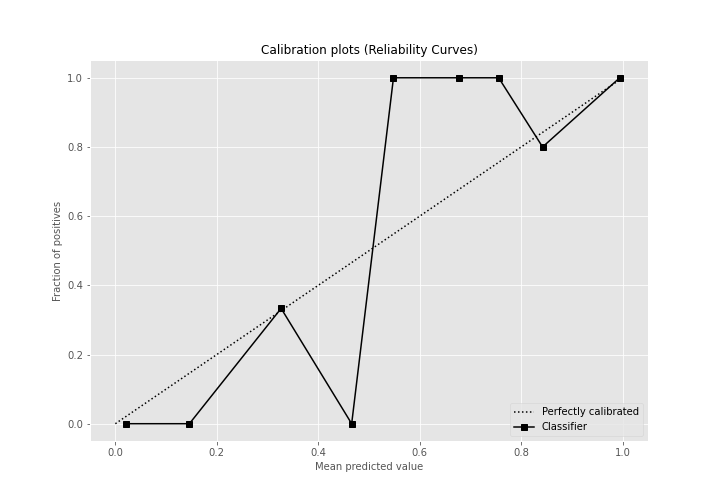 Calibration plots (Reliability Curves)
Fraction of positives
1.0
0.8
0.6
0.4
0.2
0.0
0.0 0.2 0.4 0.6 0.8 1.0
Mean predicted value
Perfectly calibrated
Classifier